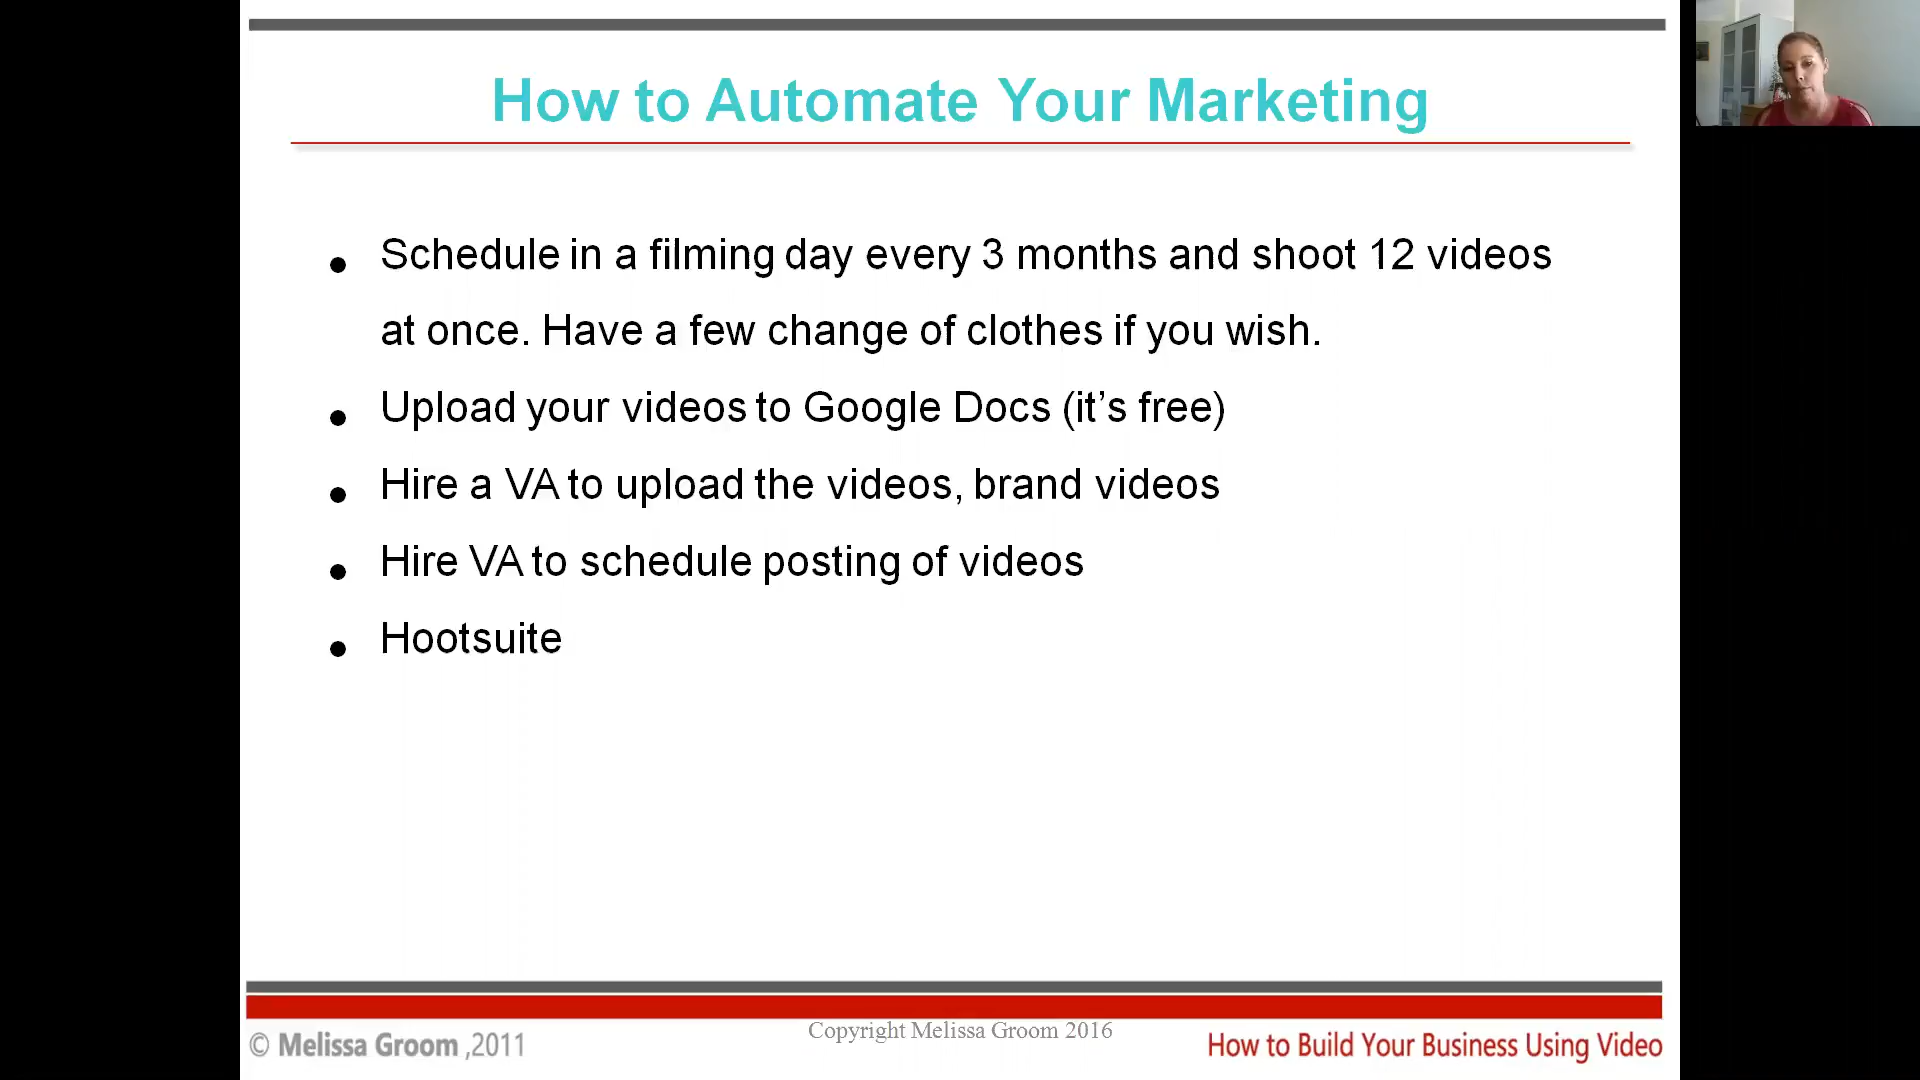 How to Automate Your Marketing
Schedule in a filming day every 3 months and shoot 12 videos
at once. Have a few change of clothes if you wish.
Upload your videos to Google Docs (it’s free)
Hire a VA to upload the videos, brand videos
Hire VA to schedule posting of videos
Hootsuite
© Melissa Groom ,2011
Copyright Melissa Groom 2016
How to Build Your Business Using Video